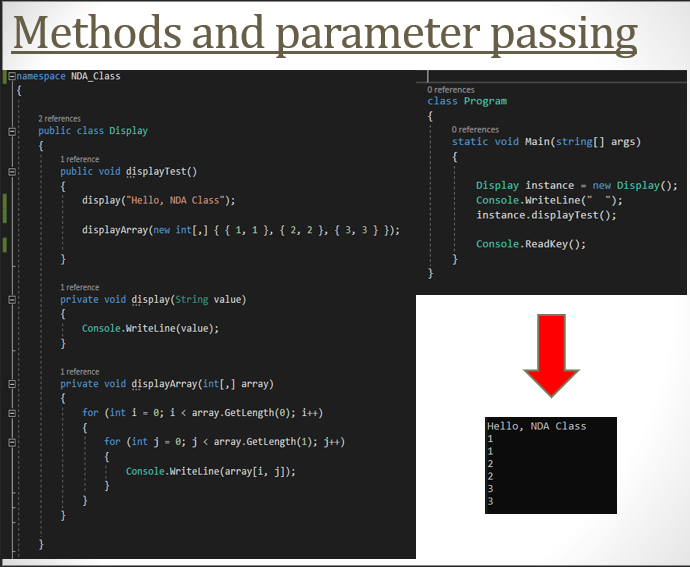 Methods and parameter passing
namespace NDA_Class
{
2 references
public class Display
{
1 reference
public void displayTest()
{
display("Hello, NDA Class");
displayArray(new int[,] { { 1, 1 }, { 2, 2 }, { 3, 3 } });
}
1 reference
private void display(String value)
{
Console.WriteLine(value);
}
1 reference
private void displayArray(int[,] array)
{
for (int i = 0; i < array.GetLength(0); i++)
{
for (int j = 0; j < array.GetLength(1); j++)
{
Console.WriteLine(array[i, j]);
}
}
}
}
0 references
class Program
{
0 references
static void Main(string[] args)
{
Display instance = new Display();
Console.WriteLine("  ");
instance.displayTest();
Console.ReadKey();
}
}
Hello, NDA Class
1
1
2
2
3
3